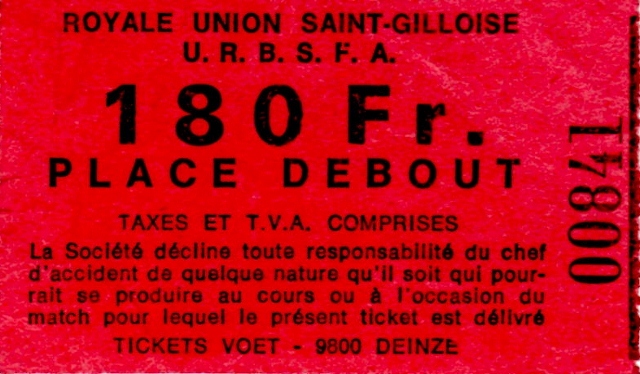 ROYALE UNION SAINT-GILLOISE
U. R. B. S. F. A.
180 Fr.
PLACE DEBOUT
TAXES ET T.V.A. COMPRISES
La Société décline toute responsabilité du chef
d'accident de quelque nature qu'il soit qui pour-
rait se produire au cours ou à l'occasion du
match pour lequel le présent ticket est délivré
TICKETS VOET - 9800 DEINZE
00841